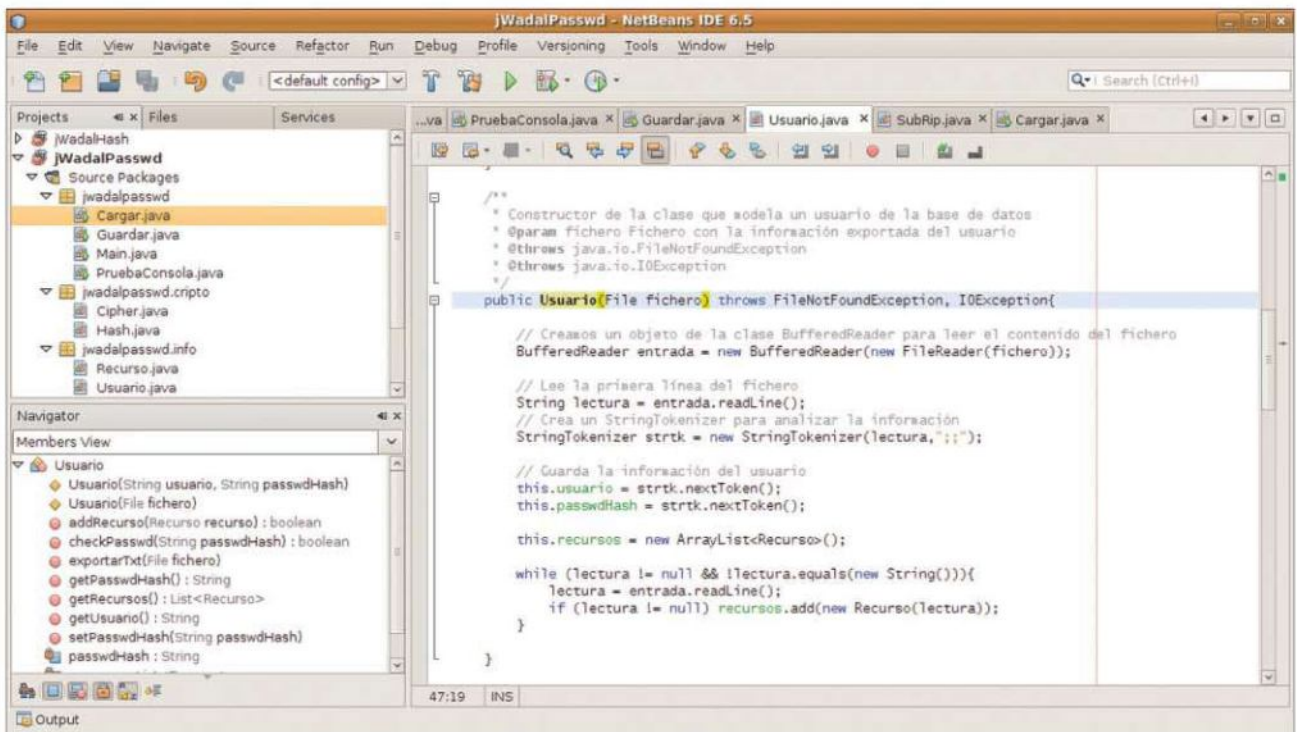 jWadalPasswd - NetBeans IDE 6.5
File Edit View Navigate Source Refactor Run Debug Profile Versioning Tools Window Help
<default config>
Search (Ctrl+I)
Projects
Files
Services
jWadalHash
jWadalPasswd
Source Packages
jwadalpasswd
Cargar.java
Guardar.java
Main.java
PruebaConsola.java
jwadalpasswd.cripto
Cipher.java
Hash.java
jwadalpasswd.info
Recurso.java
Usuario.java
Navigator
Members View
Usuario
Usuario(String usuario, String passwdHash)
Usuario(File fichero)
addRecurso(Recurso recurso) : boolean
checkPasswd(String passwdHash) : boolean
exportarTxt(File fichero)
getPasswdHash() : String
getRecursos() : List<Recurso>
getUsuario() : String
setPasswdHash(String passwdHash)
passwdHash : String
...va PruebaConsola.java Guardar.java Usuario.java SubRip.java Cargar.java
/**
* Constructor de la clase que modela un usuario de la base de datos
* @param fichero Fichero con la información exportada del usuario
* @throws java.io.FileNotFoundException
* @throws java.io.IOException
*/
public Usuario(File fichero) throws FileNotFoundException, IOException{
// Creamos un objeto de la clase BufferedReader para leer el contenido del fichero
BufferedReader entrada = new BufferedReader(new FileReader(fichero));
// Lee la primera línea del fichero
String lectura = entrada.readLine();
// Crea un StringTokenizer para analizar la información
StringTokenizer strtk = new StringTokenizer(lectura,";;");
// Guarda la información del usuario
this.usuario = strtk.nextToken();
this.passwdHash = strtk.nextToken();
this.recursos = new ArrayList<Recurso>();
while (lectura != null && !lectura.equals(new String())){
lectura = entrada.readLine();
if (lectura != null) recursos.add(new Recurso(lectura));
}
}
47:19 INS
Output